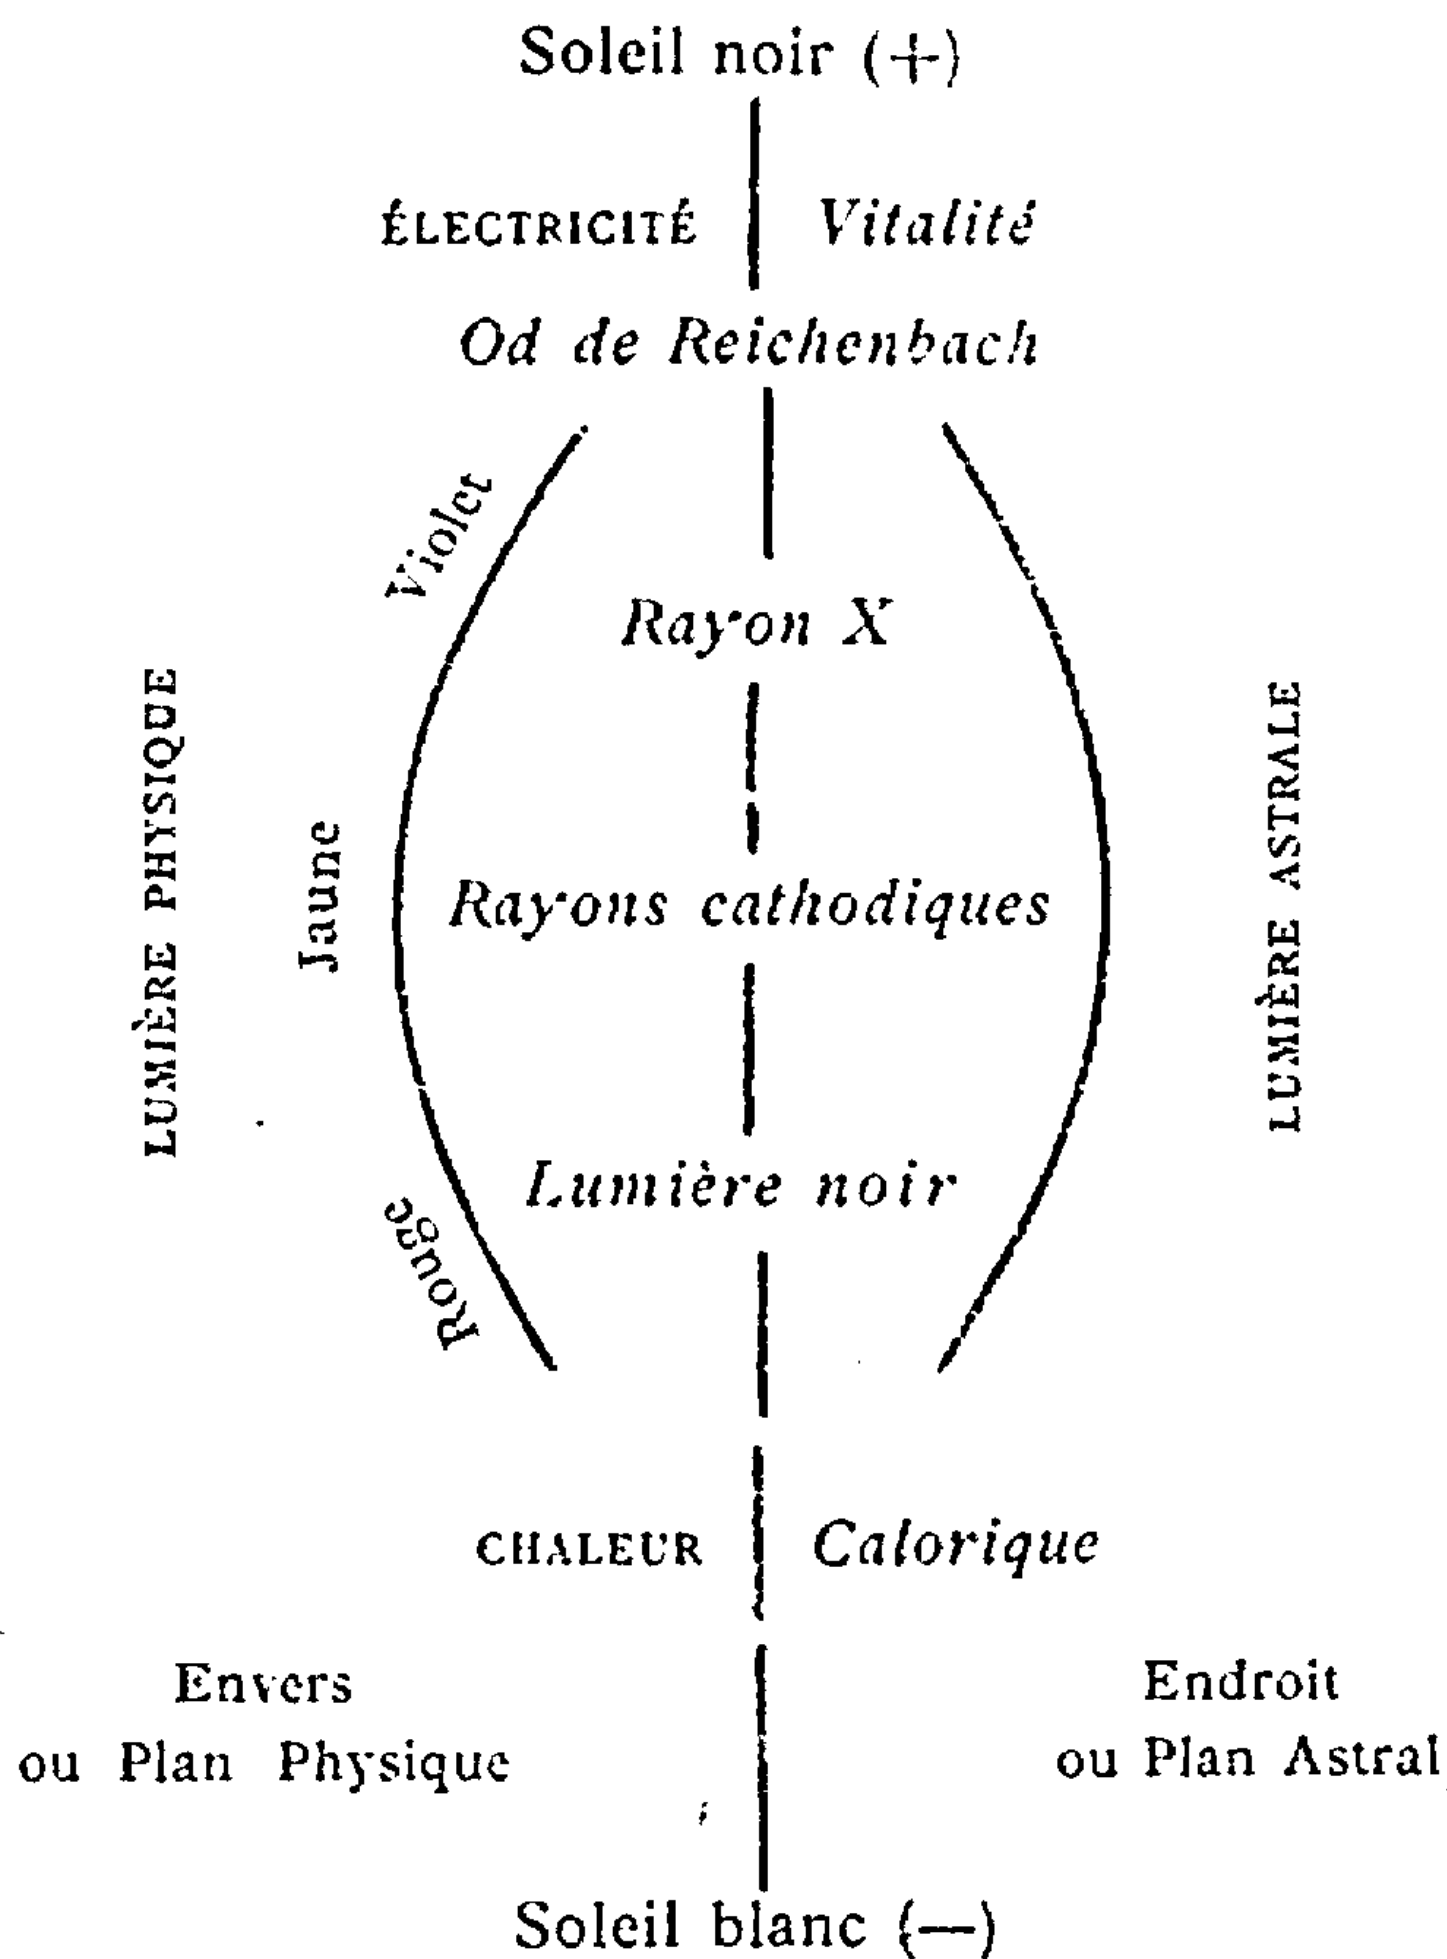 Soleil noir (+)
ÉLECTRICITÉ Vitalité
Od de Reichenbach
Violet
Rayon X
LUMIÈRE PHYSIQUE
Jaune
Rayons cathodiques
LUMIÈRE ASTRALE
Lumière noir
Rouge
CHALEUR Calorique
Envers
ou Plan Physique
Endroit
ou Plan Astral
Soleil blanc (—)